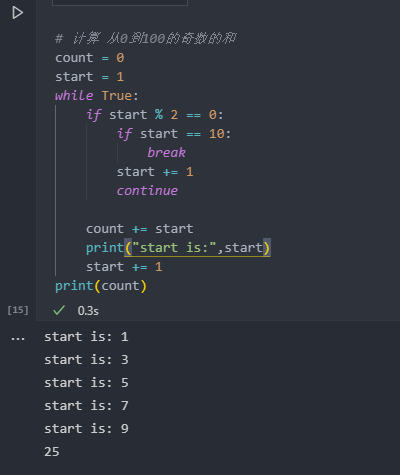 # 计算 从0到100的奇数的和
count = 0
start = 1
while True:
    if start % 2 == 0:
        if start == 10:
            break
        start += 1
        continue

    count += start
    print("start is:",start)
    start += 1
print(count)
[15] 0.3s
... start is: 1
start is: 3
start is: 5
start is: 7
start is: 9
25